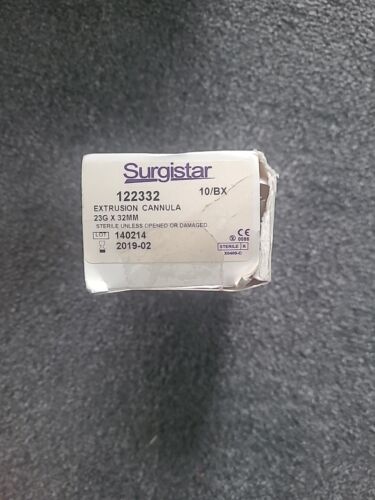 Surgistar
122332 10/BX
EXTRUSION CANNULA
23G X 32MM
STERILE UNLESS OPENED OR DAMAGED
LOT 140214
2019-02
CE
STERILE R